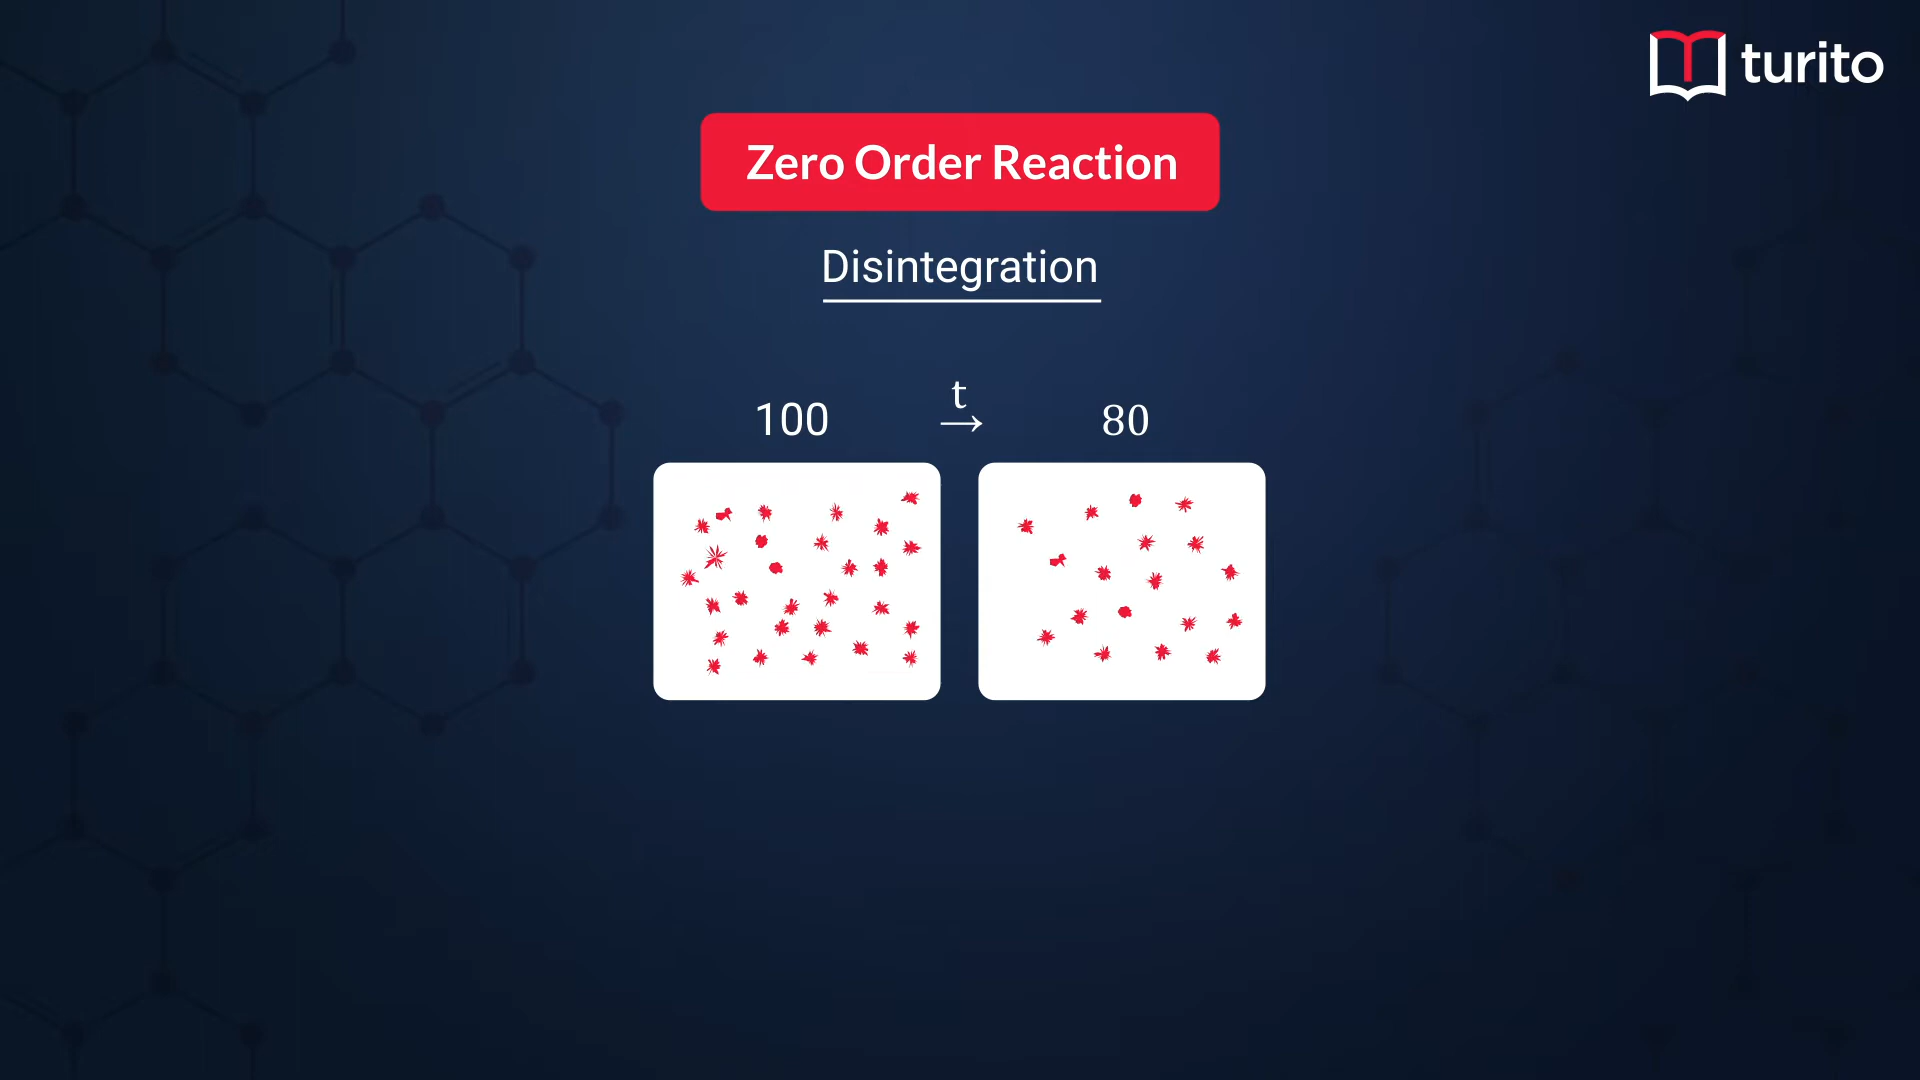 turito
Zero Order Reaction
Disintegration
100 t → 80